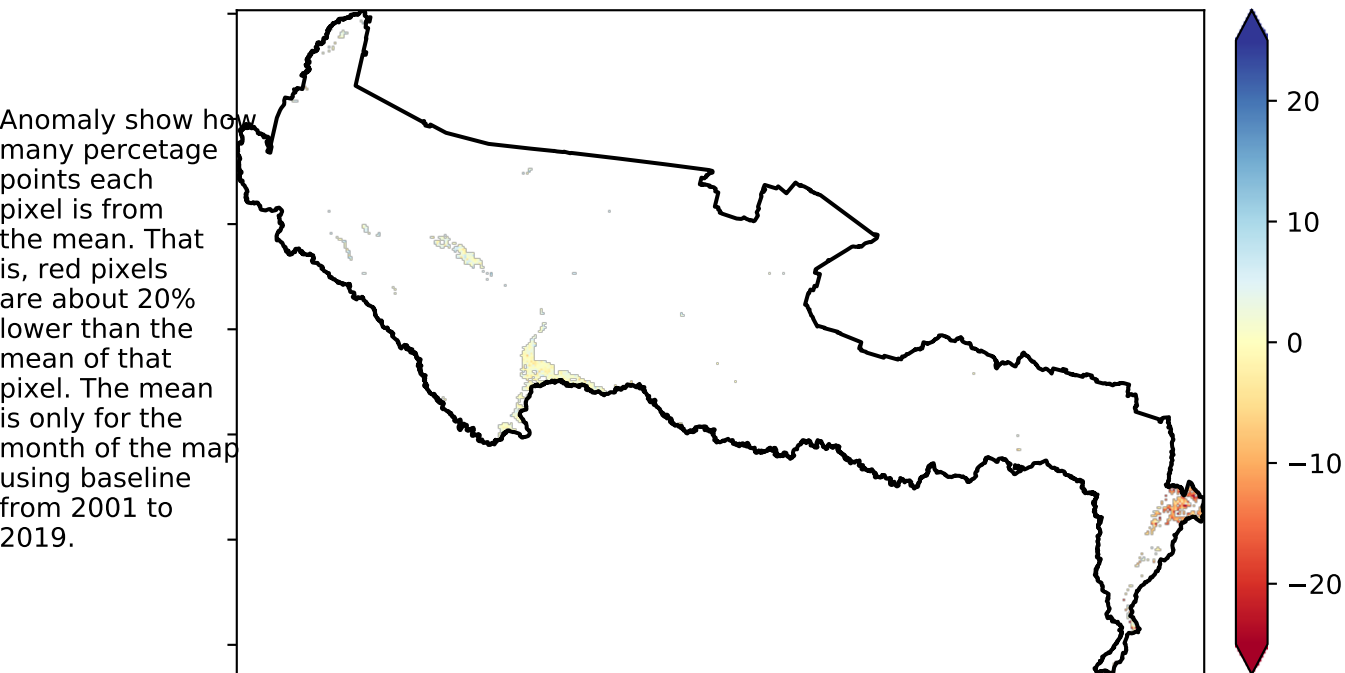 Anomaly show how
many percetage
points each
pixel is from
the mean. That
is, red pixels
are about 20%
lower than the
mean of that
pixel. The mean
is only for the
month of the map
using baseline
from 2001 to
2019.
20
10
0
−10
−20